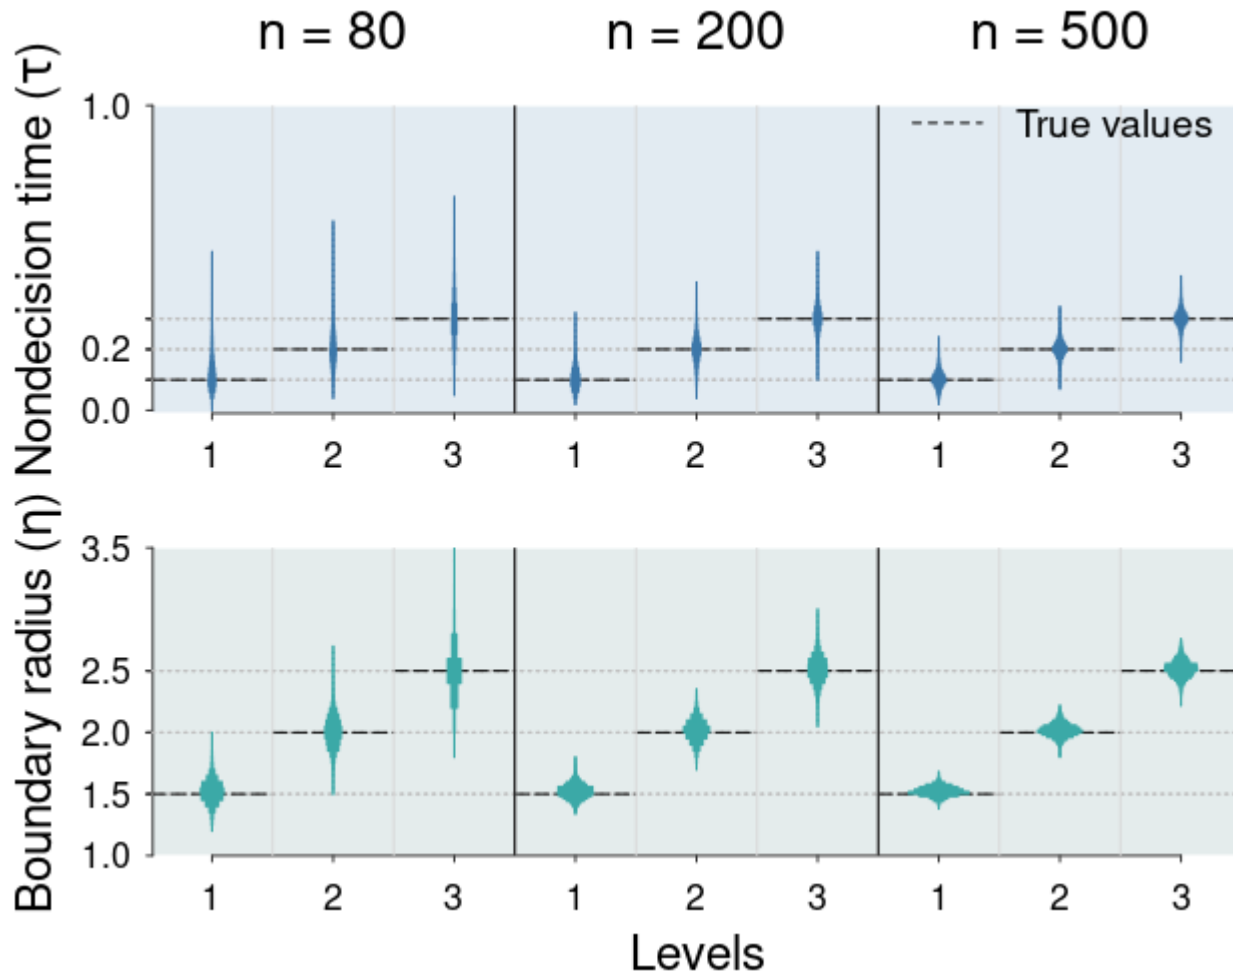 n = 80 n = 200 n = 500
Nondecision time (τ)
1.0
0.2
0.0
True values
1 2 3 1 2 3 1 2 3
Boundary radius (η)
3.5
2.5
2.0
1.5
1.0
1 2 3 1 2 3 1 2 3
Levels